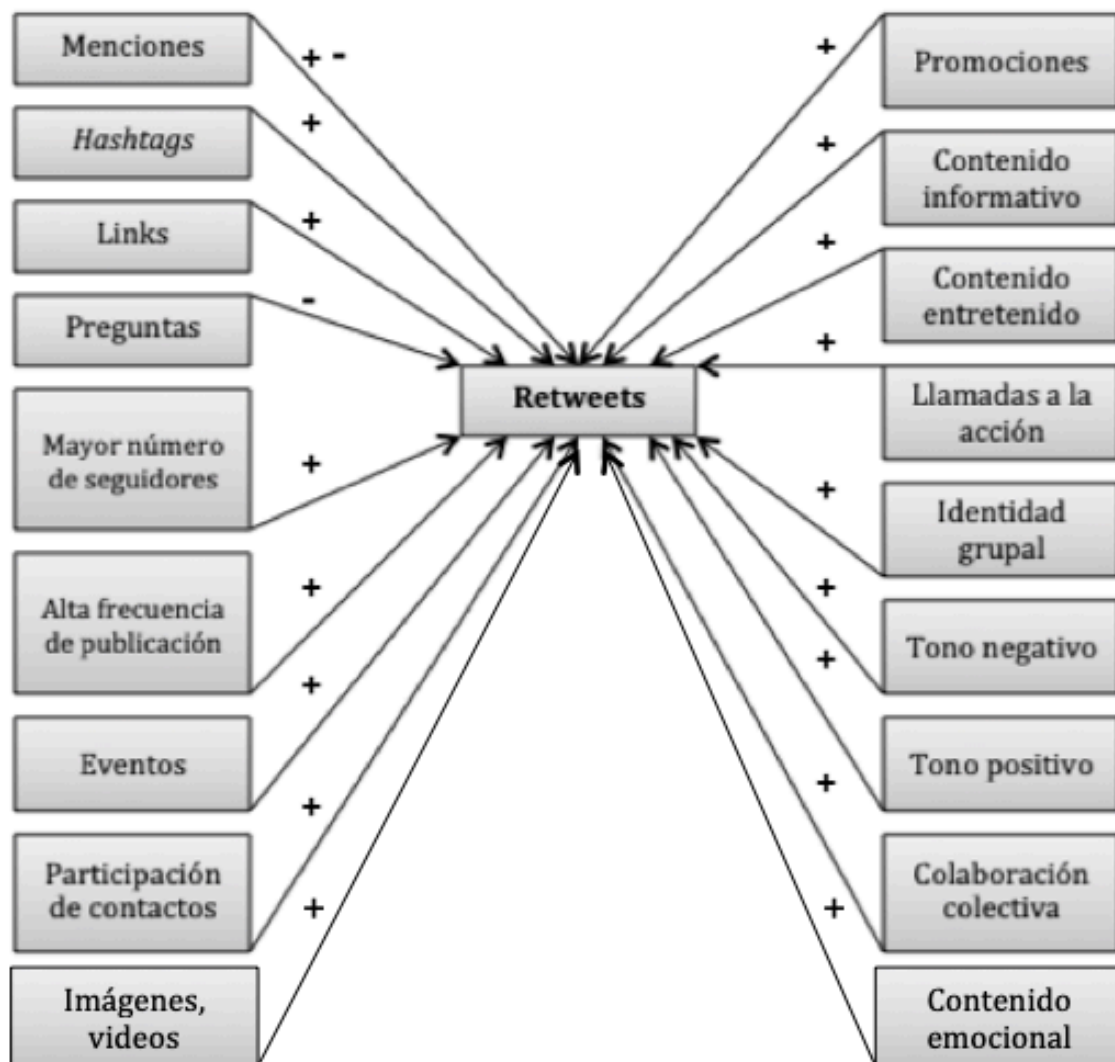 Menciones
+ -
Hashtags
+
Links
+
Preguntas
-
Mayor número
de seguidores
+
Alta frecuencia
de publicación
+
Eventos
+
Participación
de contactos
+
Imágenes,
videos
+
Retweets
Promociones
+
Contenido
informativo
+
Contenido
entretenido
+
Llamadas a la
acción
+
Identidad
grupal
+
Tono negativo
+
Tono positivo
+
Colaboración
colectiva
+
Contenido
emocional
+